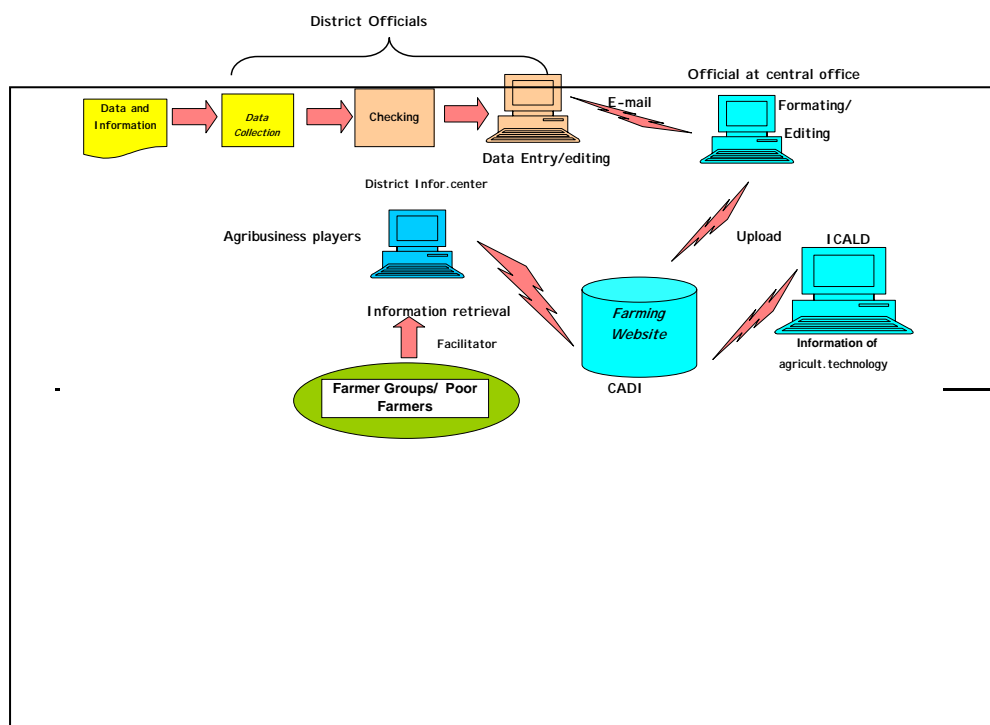 District Officials
Official at central office
Data and
Information
Data
Collection
Checking
E-mail
Formating/
Editing
Data Entry/editing
District Infor.center
Agribusiness players
Upload
ICALD
Information retrieval
Farming
Website
Facilitator
Information of
agricult.technology
CADI
Farmer Groups/ Poor
Farmers